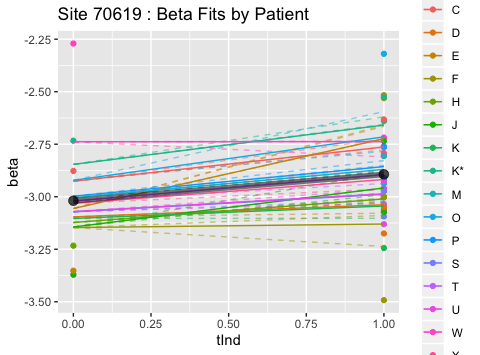 Site 70619 : Beta Fits by Patient
-2.25
-2.50
-2.75
-3.00
-3.25
-3.50
beta
0.00
0.25
0.50
0.75
1.00
tInd
C
D
E
F
H
J
K
K*
M
O
P
S
T
U
W